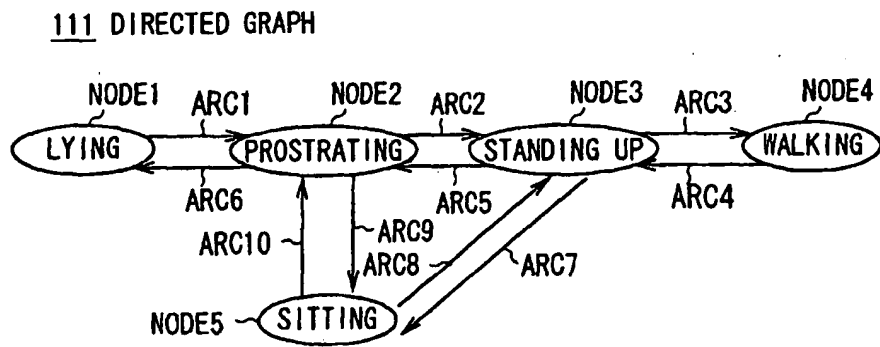 111 DIRECTED GRAPH
NODE1 ARC1 NODE2 ARC2 NODE3 ARC3 NODE4
LYING PROSTRATING STANDING UP WALKING
ARC6 ARC5 ARC4
ARC10 ARC9 ARC8 ARC7
NODE5 SITTING